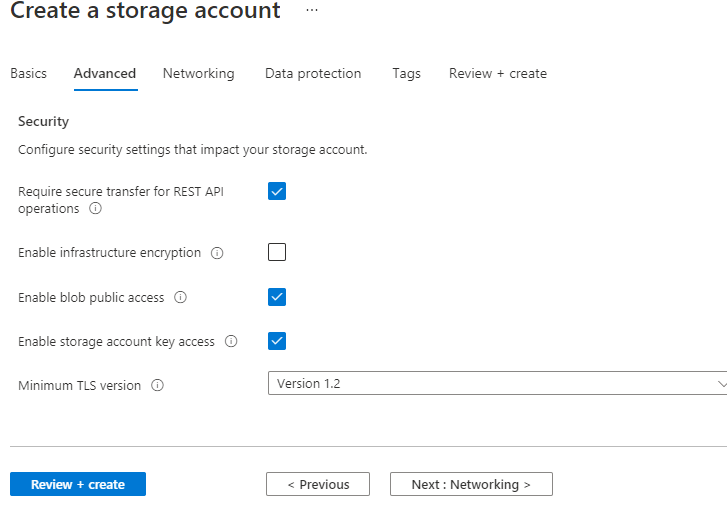 Create a storage account ...
Basics Advanced Networking Data protection Tags Review + create
Security
Configure security settings that impact your storage account.
Require secure transfer for REST API
operations
Enable infrastructure encryption
Enable blob public access
Enable storage account key access
Minimum TLS version
Version 1.2
Review + create
< Previous
Next : Networking >